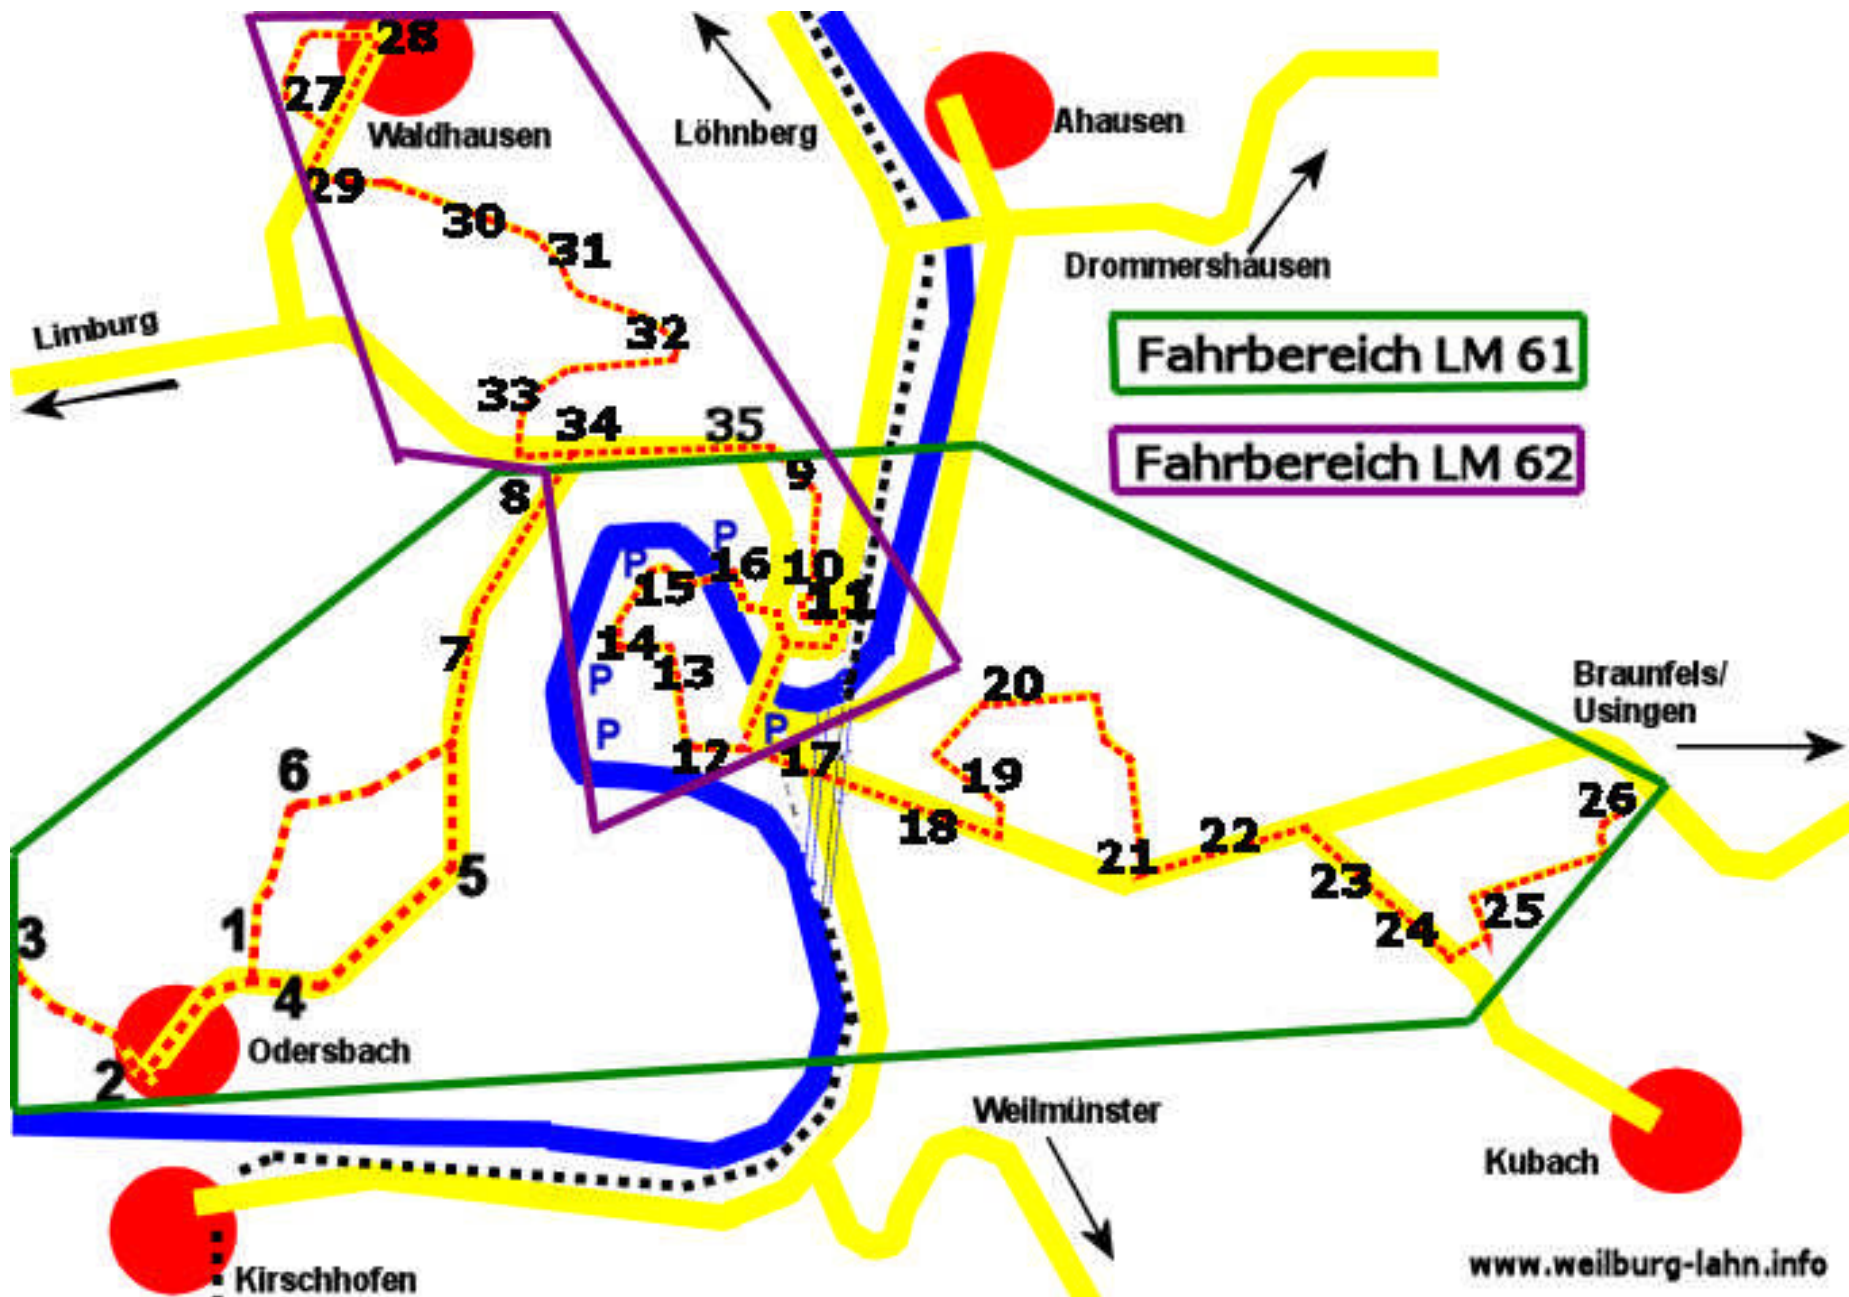 28
27
Waldhausen
Löhnberg
Ahausen
29
30
31
Drommershausen
Limburg
32
Fahrbereich LM 61
33
34
35
Fahrbereich LM 62
9
8
P
P
16
10
15
11
14
13
7
P
20
Braunfels/
Usingen
P
P
17
17
6
19
26
18
22
21
5
23
1
3
24
25
4
Odersbach
2
Weilmünster
Kubach
Kirschhofen
www.weilburg-lahn.info